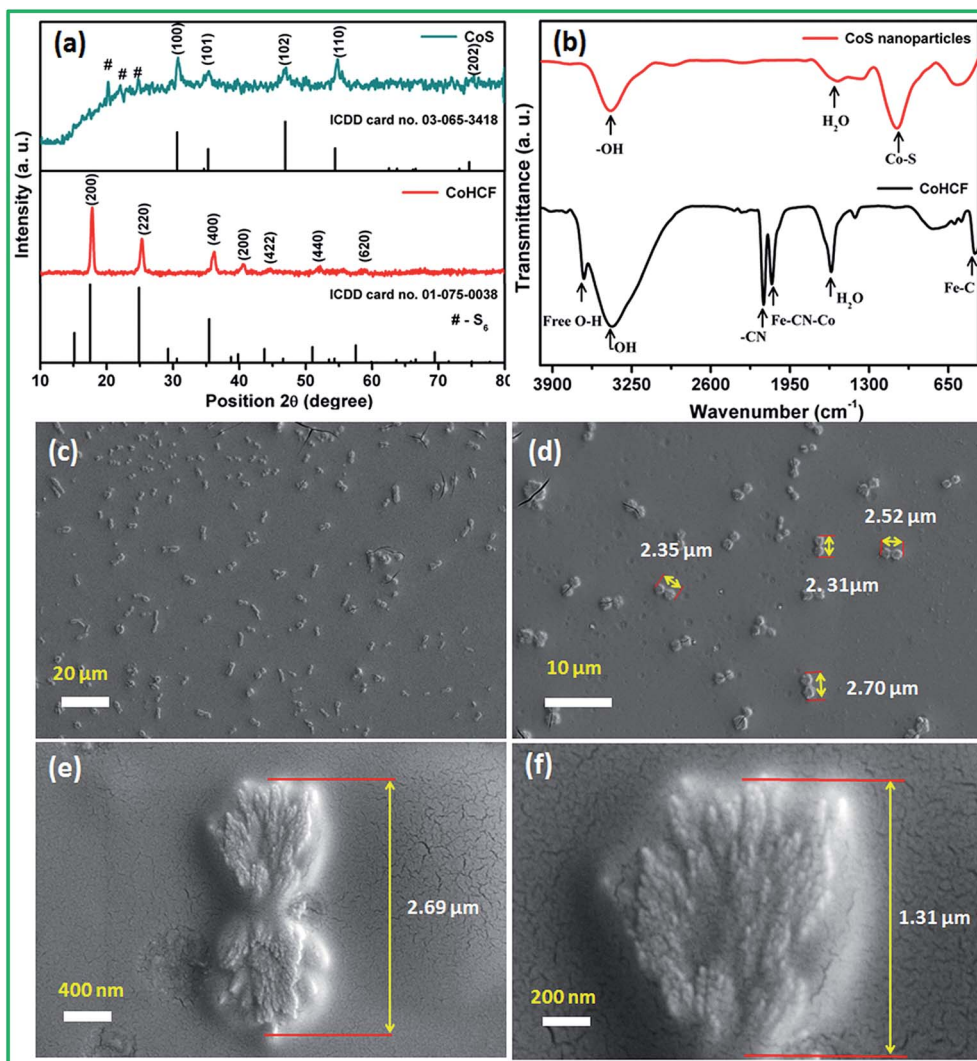 (a)
CoS
(100)
(101)
(102)
(110)
(202)
# # #
ICDD card no. 03-065-3418
CoHCF
(200)
(220)
(400)
(200)
(422)
(440)
(620)
ICDD card no. 01-075-0038
# - S6
Intensity (a. u.)
10 20 30 40 50 60 70 80
Position 2θ (degree)
(b)
CoS nanoparticles
-OH
H2O
Co-S
CoHCF
Free O-H
-OH
-CN
Fe-CN-Co
H2O
Fe-C
Transmittance (a. u.)
3900 3250 2600 1950 1300 650
Wavenumber (cm-1)
(c)
20 µm
(d)
2.52 µm
2.35 µm
2. 31µm
2.70 µm
10 µm
(e)
2.69 µm
400 nm
(f)
1.31 µm
200 nm